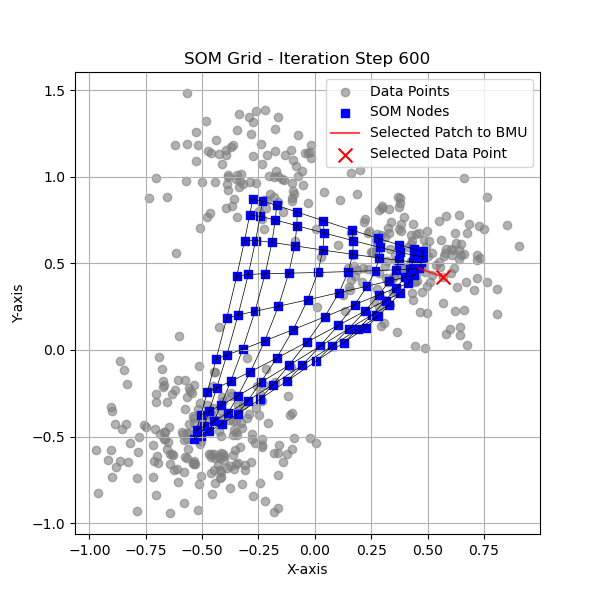 SOM Grid - Iteration Step 600
Data Points
SOM Nodes
Selected Patch to BMU
Selected Data Point
Y-axis
1.5
1.0
0.5
0.0
−0.5
−1.0
−1.00 −0.75 −0.50 −0.25 0.00 0.25 0.50 0.75
X-axis